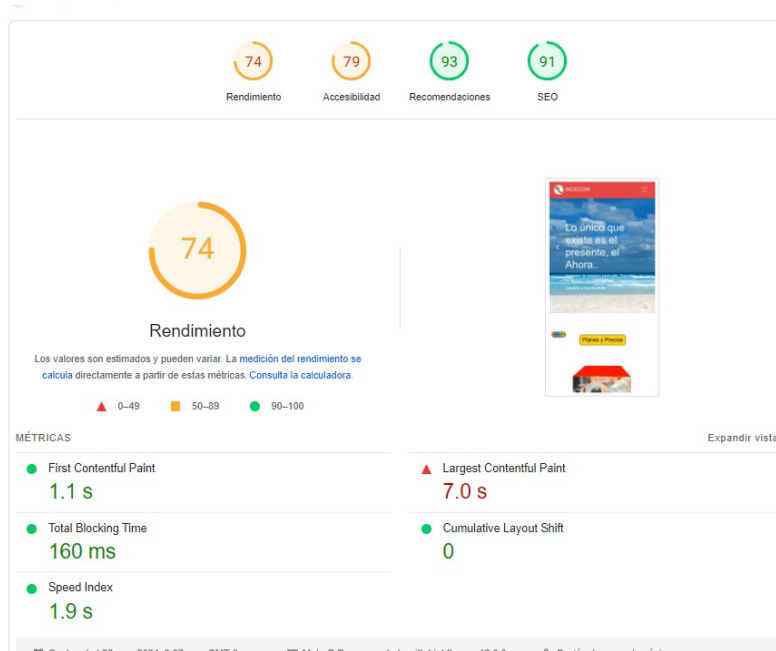 74 79 93 91
Rendimiento Accesibilidad Recomendaciones SEO
74
Rendimiento
Los valores son estimados y pueden variar. La medición del rendimiento se
calcula directamente a partir de estas métricas. Consulta la calculadora.
0–49 50–89 90–100
Lo único que
existe es el
presente, el
Ahora..
Planes y Precios
MÉTRICAS Expandir vista
First Contentful Paint
1.1 s
Largest Contentful Paint
7.0 s
Total Blocking Time
160 ms
Cumulative Layout Shift
0
Speed Index
1.9 s